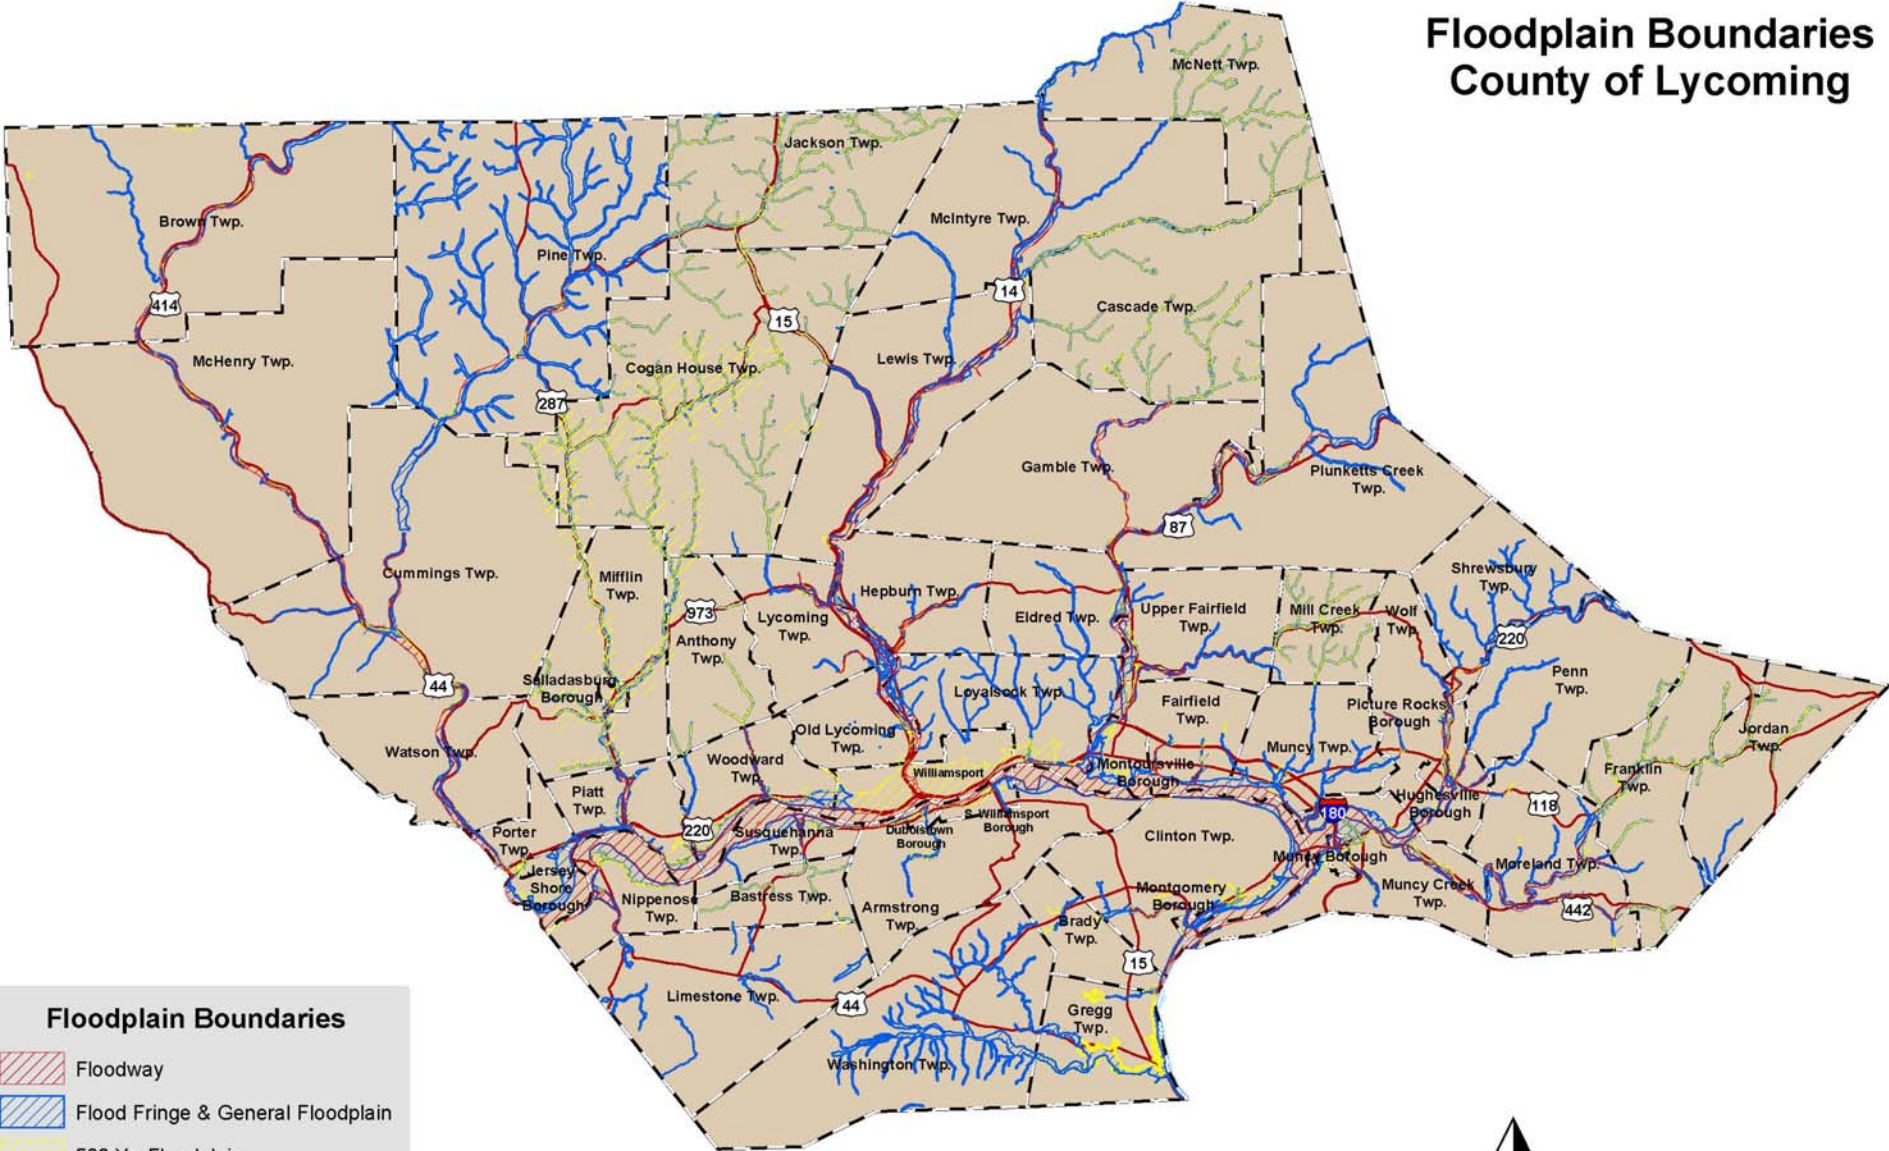 Floodplain Boundaries
County of Lycoming
McNett Twp.
Jackson Twp.
Brown Twp.
McIntyre Twp.
Pine Twp.
414
14
Cascade Twp.
15
McHenry Twp.
Lewis Twp.
Cogan House Twp.
287
Gamble Twp.
Plunketts Creek
Twp.
87
Cummings Twp.
Mifflin
Twp.
Shrewsbury
Twp.
Hepburn Twp.
973
Lycoming
Twp.
Eldred Twp.
Upper Fairfield
Twp.
Mill Creek
Twp.
Wolf
Twp.
220
Anthony
Twp.
44
Salladasburg
Borough
Loyalsock Twp.
Penn
Twp.
Fairfield
Twp.
Picture Rocks
Borough
Watson Twp.
Old Lycoming
Twp.
Muncy Twp.
Jordan
Twp.
Woodward
Twp.
Williamsport
Montoursville
Borough
Franklin
Twp.
Piatt
Twp.
Hughesville
Borough
118
180
S. Williamsport
Borough
Porter
Twp.
220
Susquehanna
Twp.
Duboistown
Borough
Clinton Twp.
Muncy Borough
Moreland Twp.
Jersey
Shore
Borough
Nippenose
Twp.
Bastress Twp.
Armstrong
Twp.
Montgomery
Borough
Muncy Creek
Twp.
442
Brady
Twp.
15
Limestone Twp.
44
Gregg
Twp.
Washington Twp.
Floodplain Boundaries
Floodway
Flood Fringe & General Floodplain